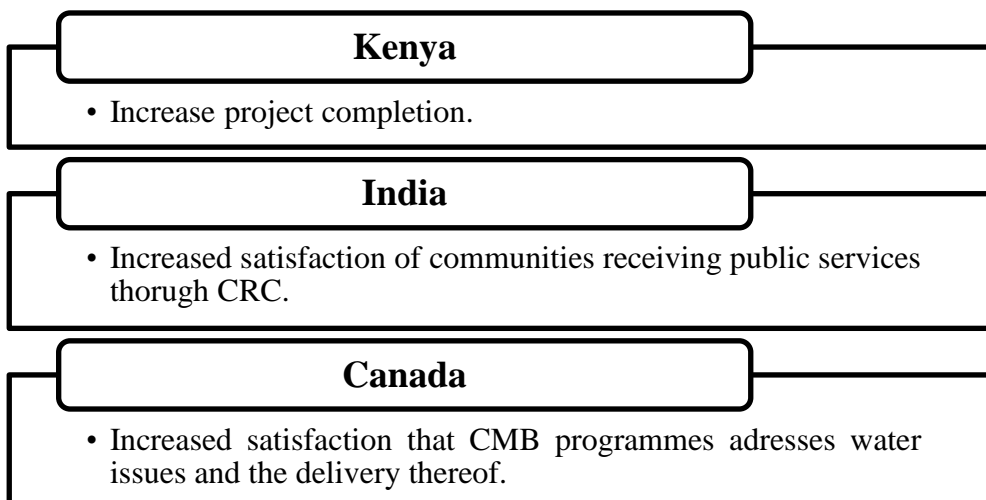 Kenya
• Increase project completion.
India
• Increased satisfaction of communities receiving public services
thorugh CRC.
Canada
• Increased satisfaction that CMB programmes adresses water
issues and the delivery thereof.